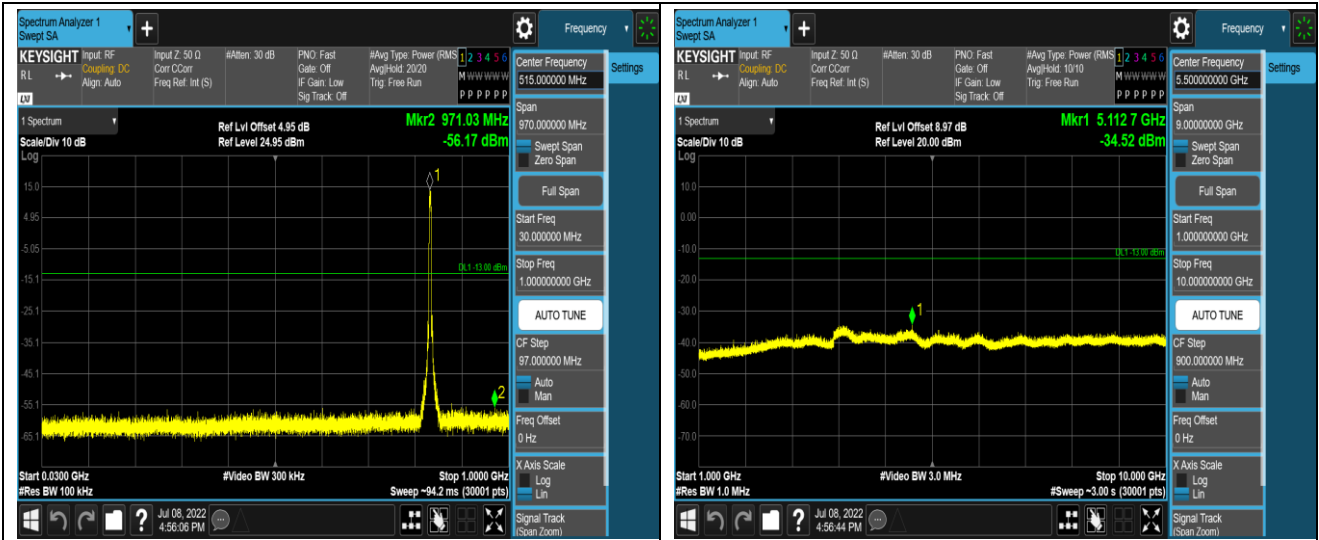 Spectrum Analyzer 1
Swept SA
+
Frequency
KEYSIGHT
Input: RF
Coupling: DC
Align: Auto
Input Z: 50 Ω
Corr CCorr
Freq Ref: Int (S)
#Atten: 30 dB
PNO: Fast
Gate: Off
IF Gain: Low
Sig Track: Off
#Avg Type: Power (RMS
Avg|Hold: 20/20
Trig: Free Run
1 2 3 4 5 6
M W W W W W
P P P P P P
RL
LXI
Center Frequency
515.000000 MHz
Settings
Span
970.000000 MHz
Swept Span
Zero Span
Full Span
Start Freq
30.000000 MHz
Stop Freq
1.000000000 GHz
AUTO TUNE
CF Step
97.000000 MHz
Auto
Man
Freq Offset
0 Hz
X Axis Scale
Log
Lin
Signal Track
(Span Zoom)
1 Spectrum
Scale/Div 10 dB
Log
Ref Lvl Offset 4.95 dB
Ref Level 24.95 dBm
Mkr2 971.03 MHz
-56.17 dBm
1
15.0
4.95
-5.05
DL1 -13.00 dBm
-15.1
-25.1
-35.1
-45.1
2
-55.1
-65.1
Start 0.0300 GHz
#Res BW 100 kHz
#Video BW 300 kHz
Stop 1.0000 GHz
Sweep ~94.2 ms (30001 pts)
?
Jul 08, 2022
4:56:06 PM
Spectrum Analyzer 1
Swept SA
+
Frequency
KEYSIGHT
Input: RF
Coupling: DC
Align: Auto
Input Z: 50 Ω
Corr CCorr
Freq Ref: Int (S)
#Atten: 30 dB
PNO: Fast
Gate: Off
IF Gain: Low
Sig Track: Off
#Avg Type: Power (RMS
Avg|Hold: 10/10
Trig: Free Run
1 2 3 4 5 6
M W W W W W
P P P P P P
RL
LXI
Center Frequency
5.500000000 GHz
Settings
Span
9.00000000 GHz
Swept Span
Zero Span
Full Span
Start Freq
1.000000000 GHz
Stop Freq
10.000000000 GHz
AUTO TUNE
CF Step
900.000000 MHz
Auto
Man
Freq Offset
0 Hz
X Axis Scale
Log
Lin
Signal Track
(Span Zoom)
1 Spectrum
Scale/Div 10 dB
Log
Ref Lvl Offset 8.97 dB
Ref Level 20.00 dBm
Mkr1 5.112 7 GHz
-34.52 dBm
10.0
0.00
-10.0
DL1 -13.00 dBm
-20.0
-30.0
1
-40.0
-50.0
-60.0
-70.0
Start 1.000 GHz
#Res BW 1.0 MHz
#Video BW 3.0 MHz
Stop 10.000 GHz
#Sweep ~3.00 s (30001 pts)
?
Jul 08, 2022
4:56:44 PM